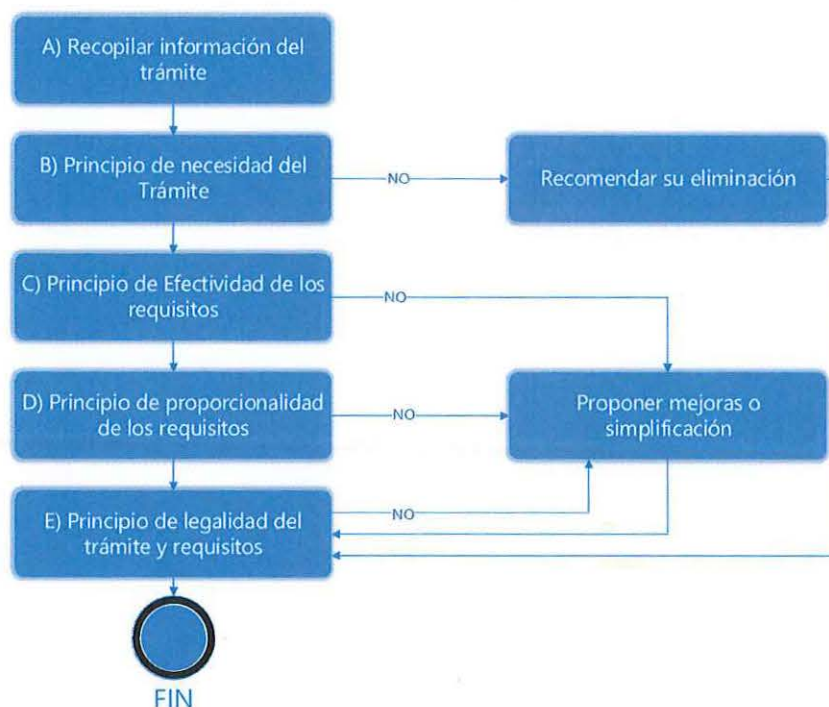 A) Recopilar información del
trámite
B) Principio de necesidad del
Trámite
NO
Recomendar su eliminación
C) Principio de Efectividad de los
requisitos
NO
D) Principio de proporcionalidad
de los requisitos
NO
Proponer mejoras o
simplificación
E) Principio de legalidad del
trámite y requisitos
NO
FIN